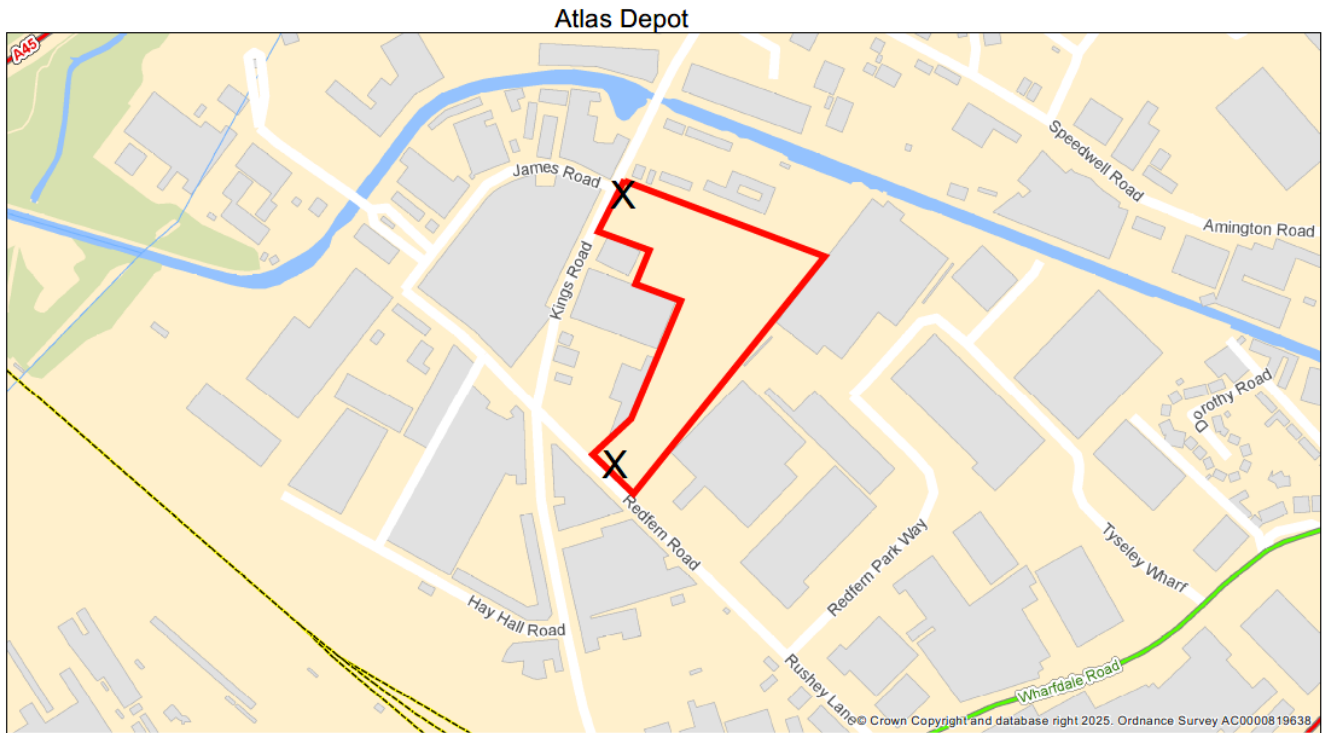 Atlas Depot
A45
Speedwell Road
James Road
X
Amington Road
Kings Road
Dorothy Road
X
Redfern Road
Tyseley Wharf
Redfern Park Way
Hay Hall Road
Rushey Lane
Wharfdale Road
© Crown Copyright and database right 2025. Ordnance Survey AC0000819638